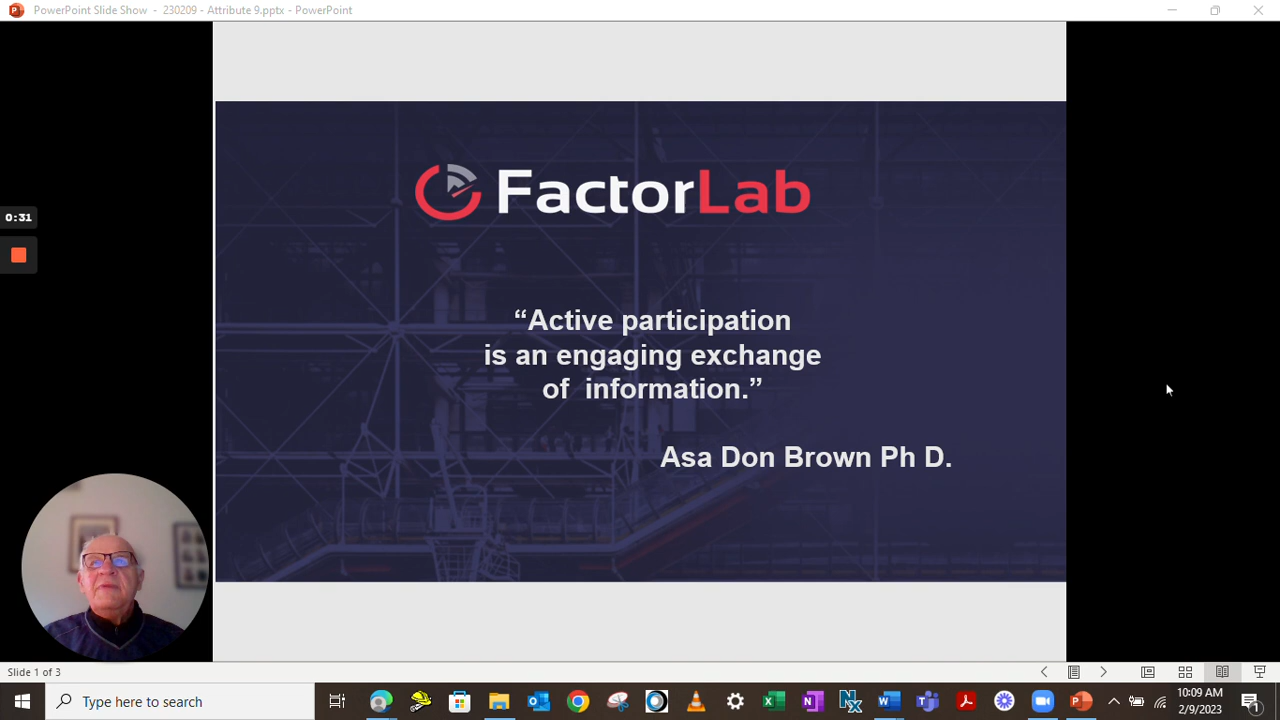 PowerPoint Slide Show - 230209 - Attribute 9.pptx - PowerPoint
0:31
FactorLab
“Active participation
is an engaging exchange
of information.”
Asa Don Brown Ph D.
Slide 1 of 3
Type here to search
10:09 AM
2/9/2023
1